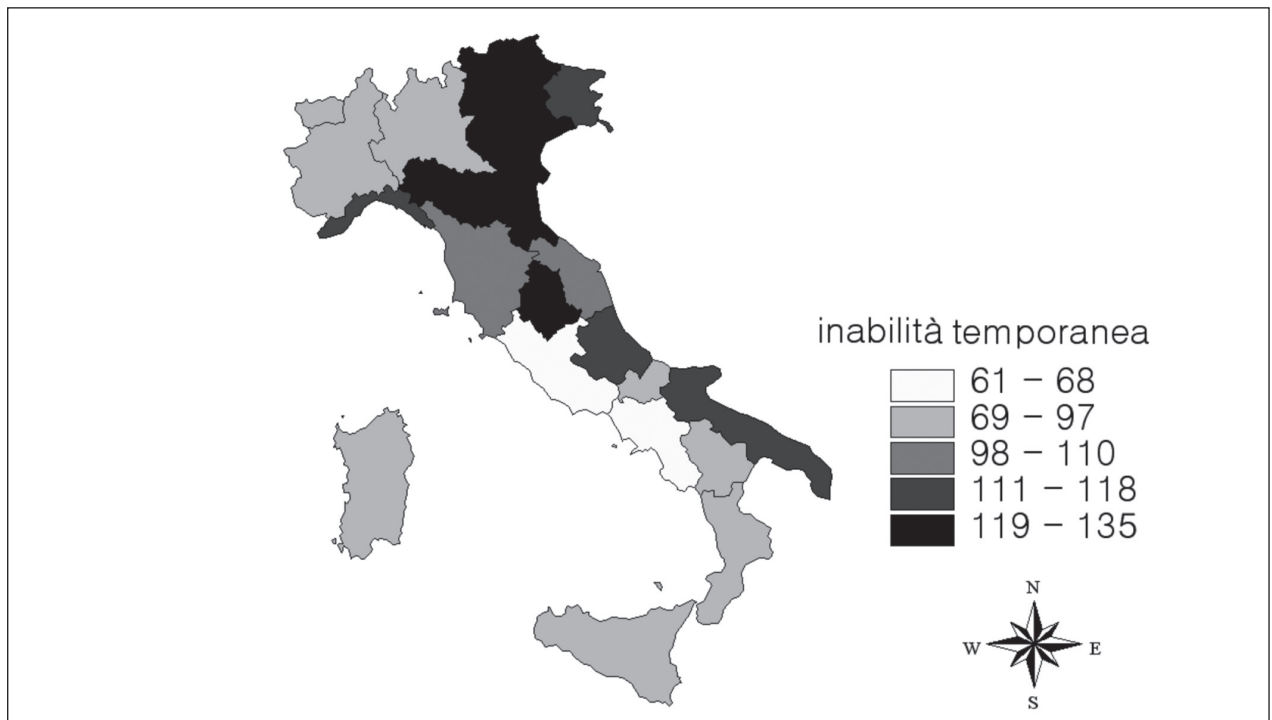 inabilità temporanea
61 – 68
69 – 97
98 – 110
111 – 118
119 – 135
N
W E
S